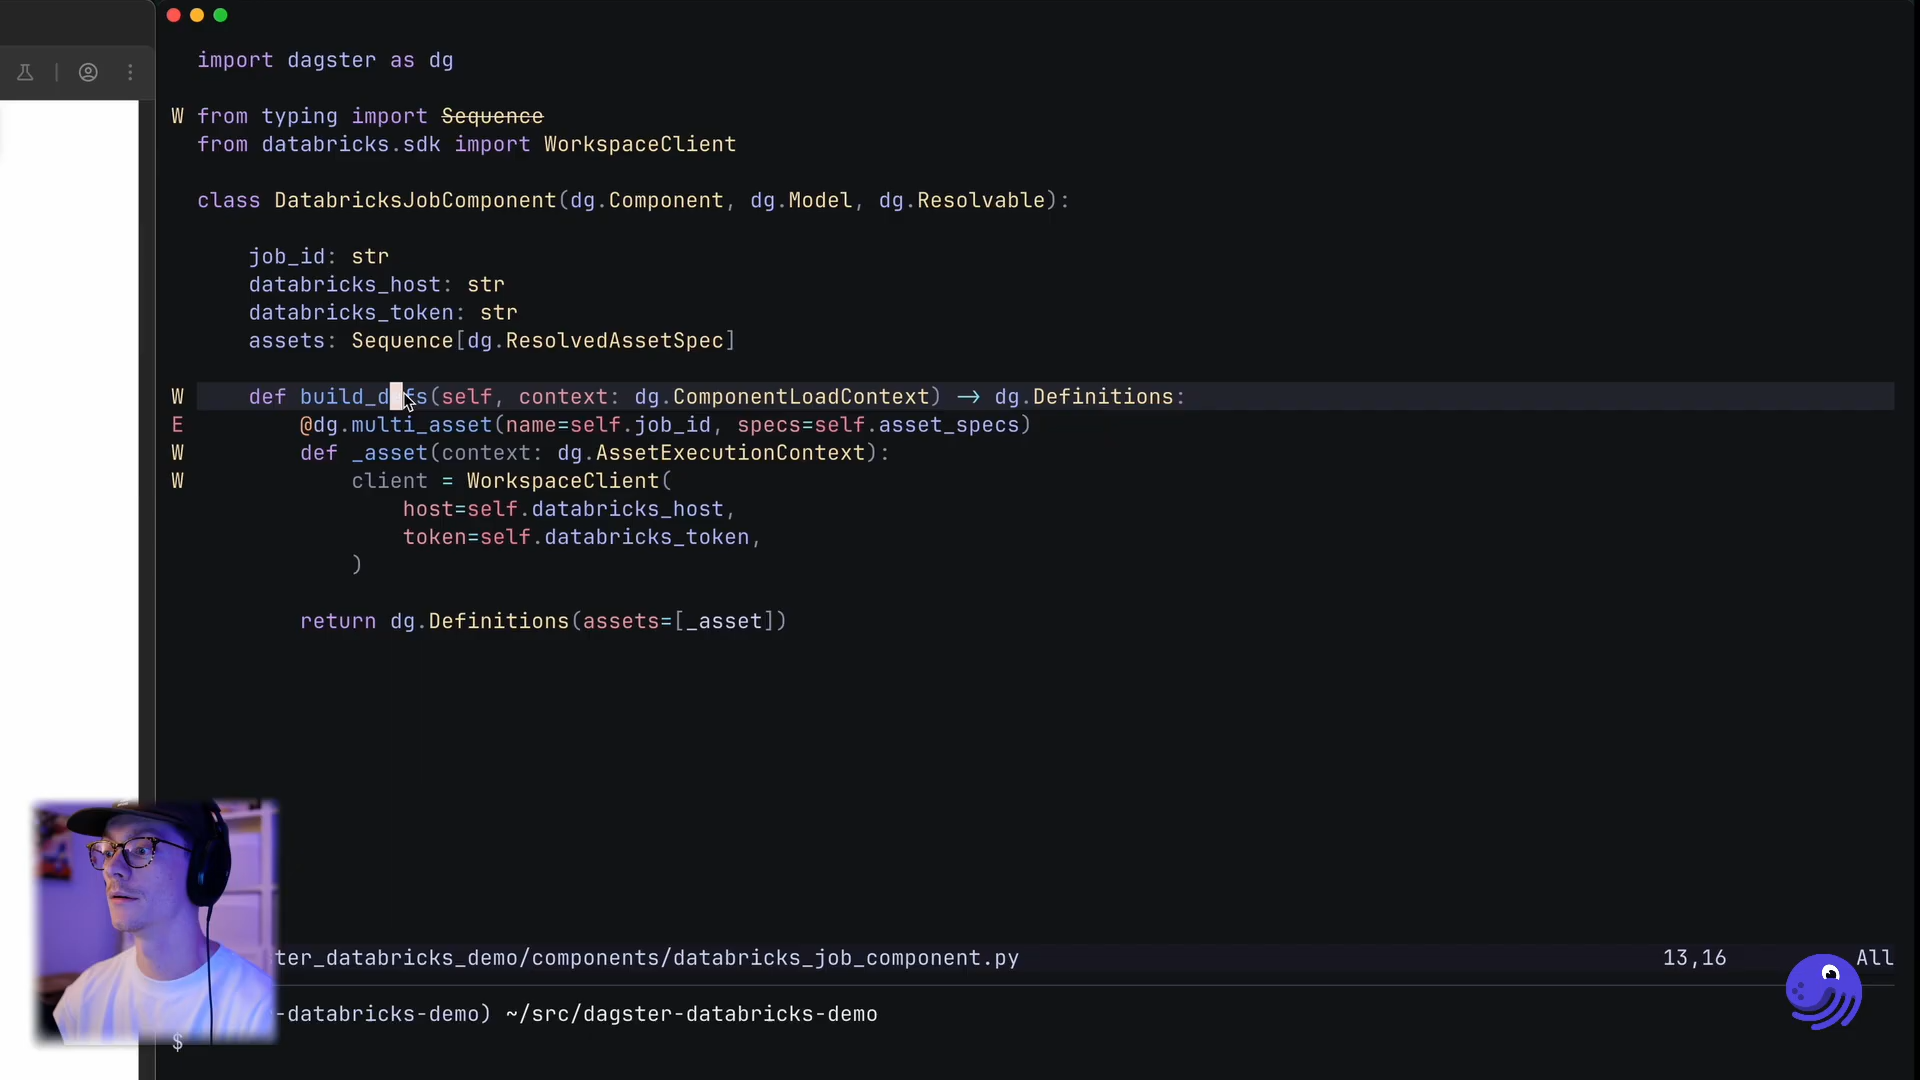 import dagster as dg
W from typing import Sequence
from databricks.sdk import WorkspaceClient
class DatabricksJobComponent(dg.Component, dg.Model, dg.Resolvable):
job_id: str
databricks_host: str
databricks_token: str
assets: Sequence[dg.ResolvedAssetSpec]
W def build_defs(self, context: dg.ComponentLoadContext) -> dg.Definitions:
E @dg.multi_asset(name=self.job_id, specs=self.asset_specs)
W def _asset(context: dg.AssetExecutionContext):
W client = WorkspaceClient(
host=self.databricks_host,
token=self.databricks_token,
)
return dg.Definitions(assets=[_asset])
ter_databricks_demo/components/databricks_job_component.py 13,16 All
-databricks-demo) ~/src/dagster-databricks-demo
$